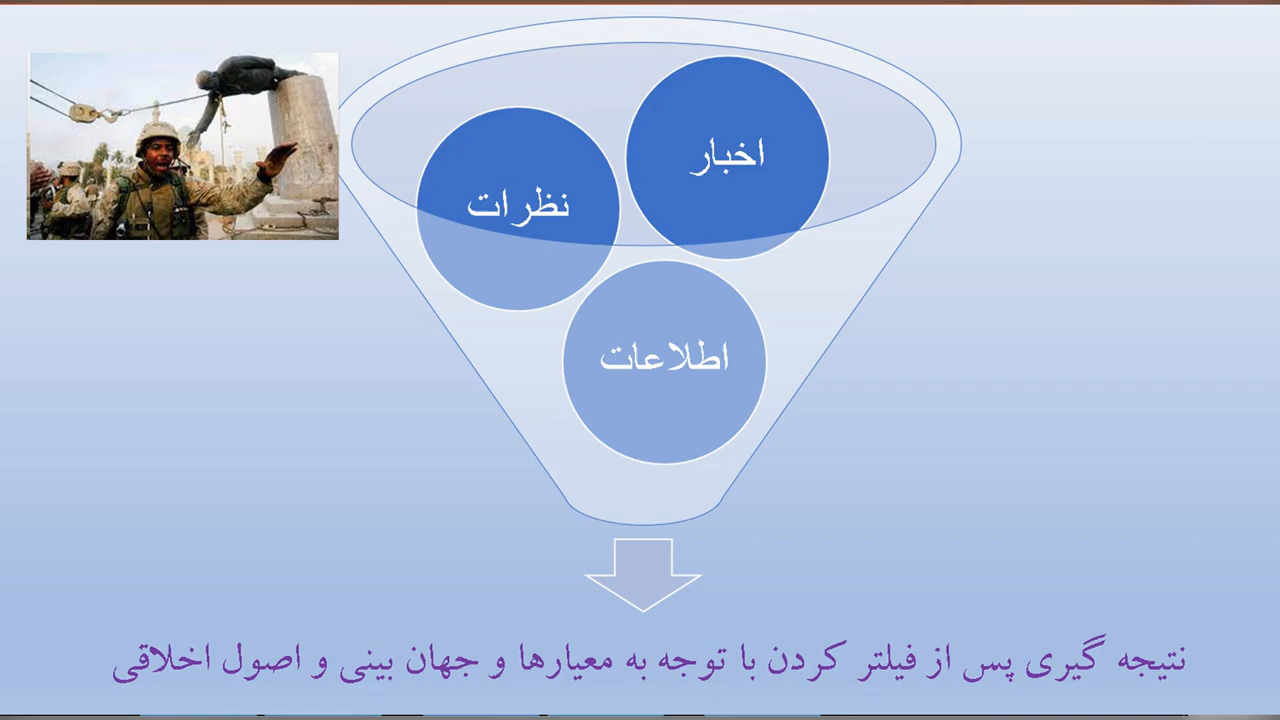 اخبار
نظرات
اطلاعات
نتیجه گیری پس از فیلتر کردن با توجه به معیارها و جهان بینی و اصول اخلاقی